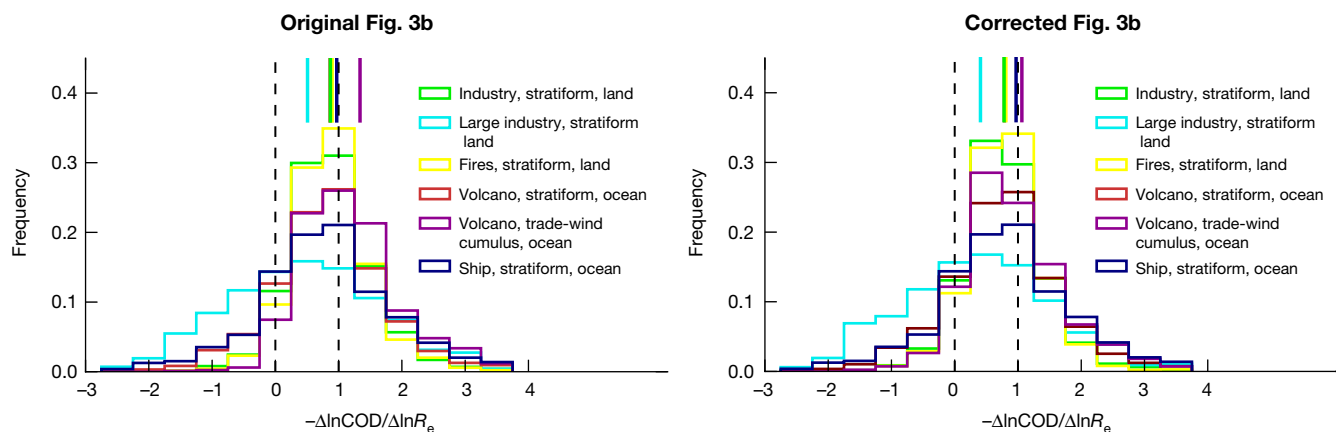 Original Fig. 3b
0.4
0.3
0.2
0.1
0.0
Frequency
Industry, stratiform, land
Large industry, stratiform
land
Fires, stratiform, land
Volcano, stratiform, ocean
Volcano, trade-wind
cumulus, ocean
Ship, stratiform, ocean
–3 –2 –1 0 1 2 3 4
–ΔlnCOD/ΔlnRe
Corrected Fig. 3b
0.4
0.3
0.2
0.1
0.0
Frequency
Industry, stratiform, land
Large industry, stratiform
land
Fires, stratiform, land
Volcano, stratiform, ocean
Volcano, trade-wind
cumulus, ocean
Ship, stratiform, ocean
–3 –2 –1 0 1 2 3 4
–ΔlnCOD/ΔlnRe